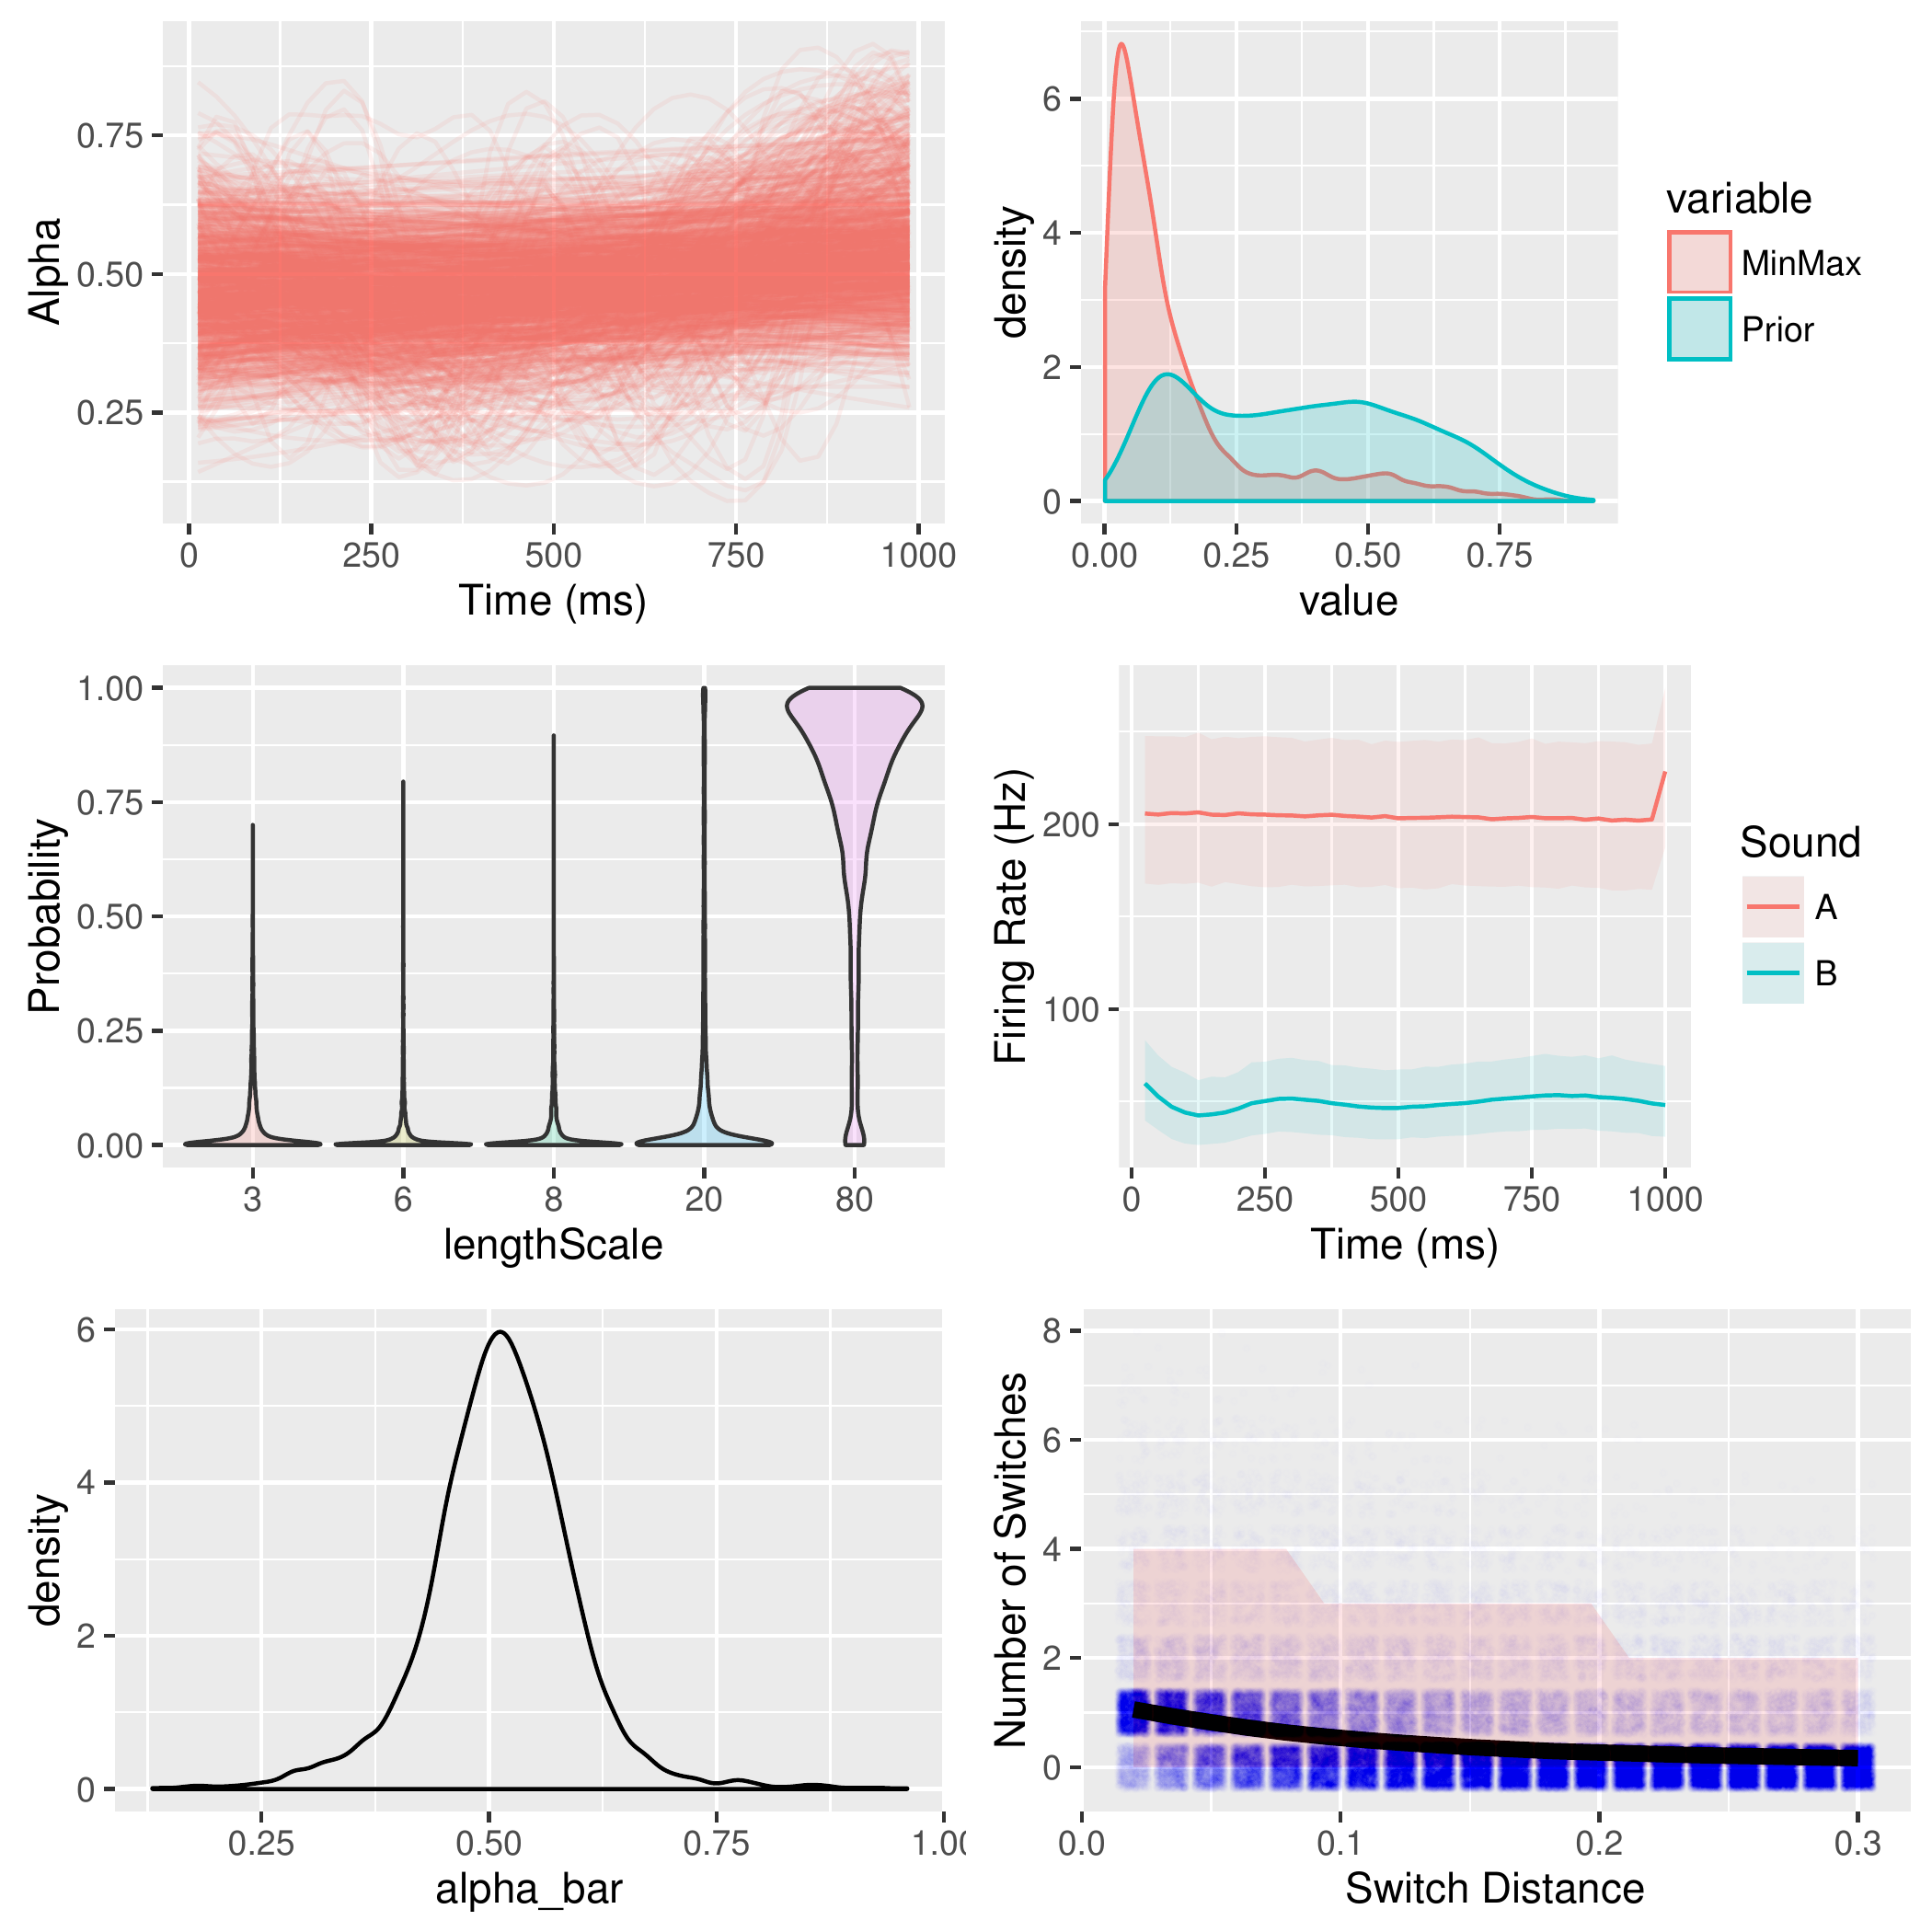 Alpha
0.75
0.50
0.25
0 250 500 750 1000
Time (ms)
density
6
4
2
0
0.00 0.25 0.50 0.75
value
variable
MinMax
Prior
Probability
1.00
0.75
0.50
0.25
0.00
3 6 8 20 80
lengthScale
Firing Rate (Hz)
200
100
0 250 500 750 1000
Time (ms)
Sound
A
B
density
6
4
2
0
0.25 0.50 0.75 1.00
alpha_bar
Number of Switches
8
6
4
2
0
0.0 0.1 0.2 0.3
Switch Distance